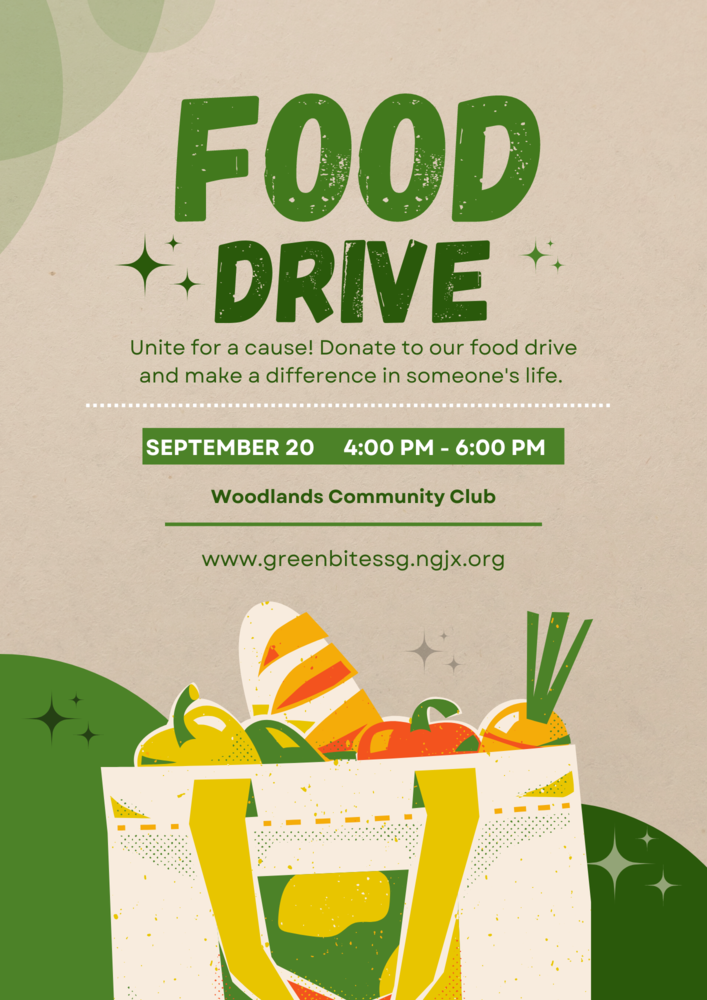 FOOD
DRIVE
Unite for a cause! Donate to our food drive
and make a difference in someone's life.
SEPTEMBER 20 4:00 PM - 6:00 PM
Woodlands Community Club
www.greenbitessg.ngjx.org